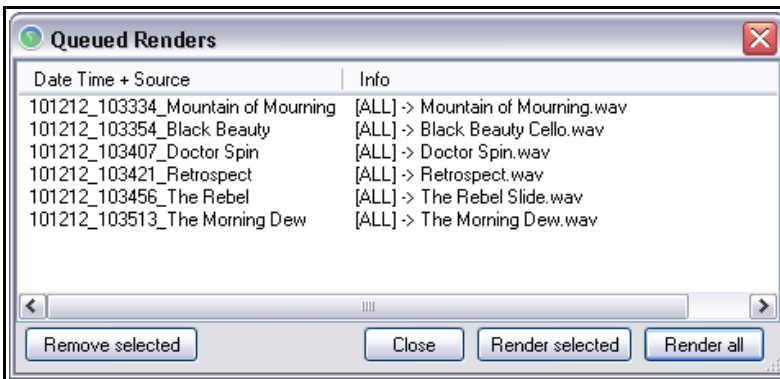 Queued Renders
Date Time + Source Info
101212_103334_Mountain of Mourning [ALL] -> Mountain of Mourning.wav
101212_103354_Black Beauty [ALL] -> Black Beauty Cello.wav
101212_103407_Doctor Spin [ALL] -> Doctor Spin.wav
101212_103421_Retrospect [ALL] -> Retrospect.wav
101212_103456_The Rebel [ALL] -> The Rebel Slide.wav
101212_103513_The Morning Dew [ALL] -> The Morning Dew.wav
Remove selected Close Render selected Render all